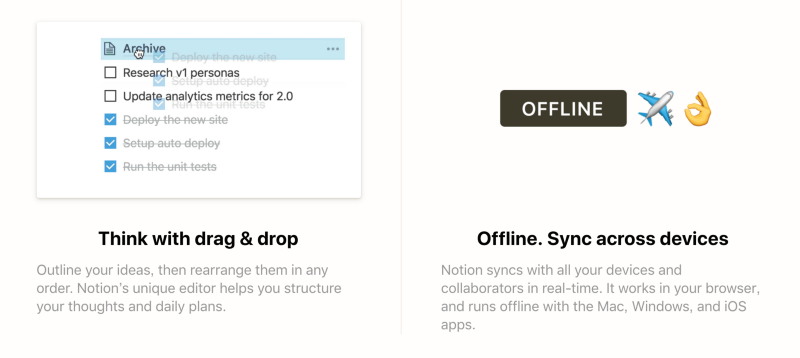 Archive
Deploy the new site
Research v1 personas
Setup auto deploy
Update analytics metrics for 2.0
Run the unit tests
Deploy the new site
Setup auto deploy
Run the unit tests
Think with drag & drop
Outline your ideas, then rearrange them in any
order. Notion's unique editor helps you structure
your thoughts and daily plans.
OFFLINE
Offline. Sync across devices
Notion syncs with all your devices and
collaborators in real-time. It works in your browser,
and runs offline with the Mac, Windows, and iOS
apps.